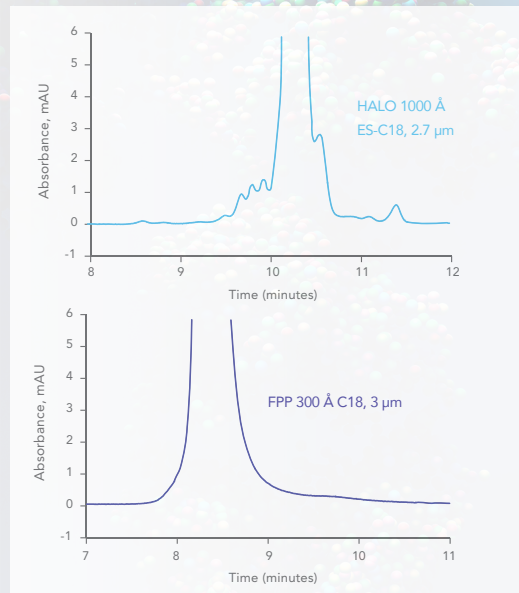 6
5
4
3
2
1
0
-1
Absorbance, mAU
HALO 1000 Å
ES-C18, 2.7 µm
8 9 10 11 12
Time (minutes)
6
5
4
3
2
1
0
-1
Absorbance, mAU
FPP 300 Å C18, 3 µm
7 8 9 10 11
Time (minutes)